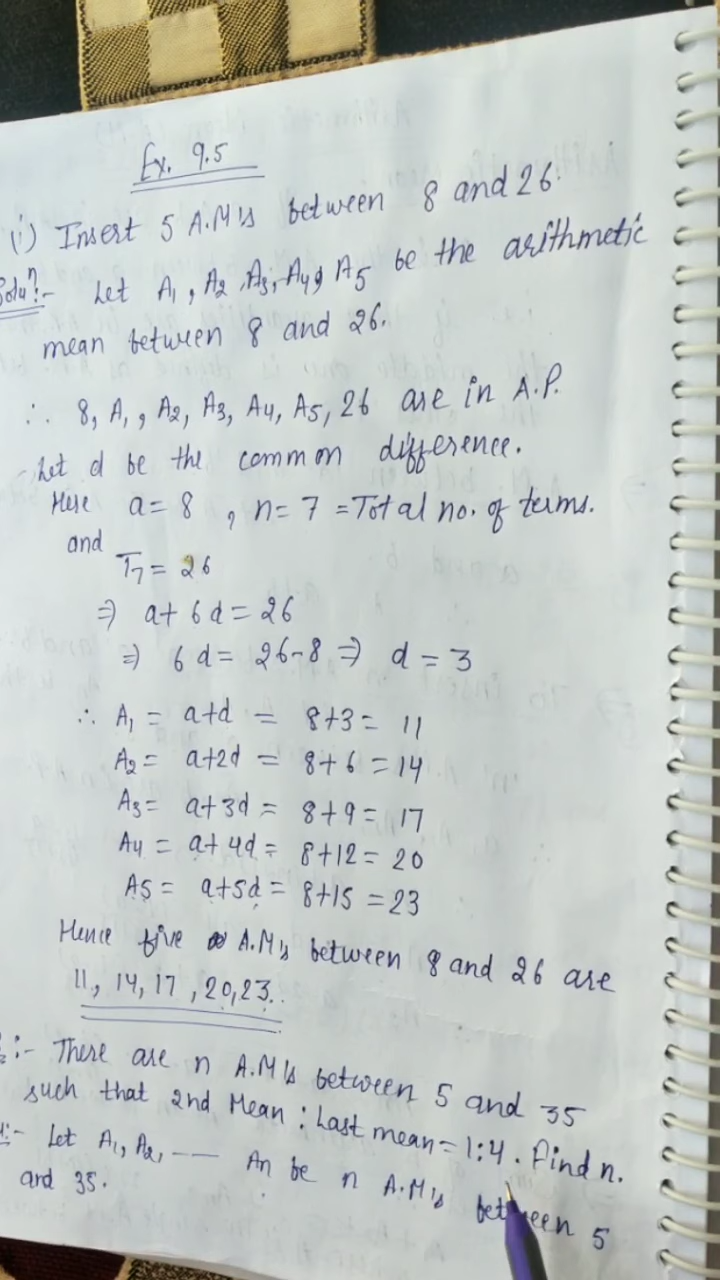 Ex. 9.5
(i) Insert 5 A.M's between 8 and 26.
Soluⁿ:- Let A₁, A₂, A₃, A₄, A₅ be the arithmetic
mean between 8 and 26.
∴ 8, A₁, A₂, A₃, A₄, A₅, 26 are in A.P.
Let d be the common difference.
Here a = 8, n = 7 = Total no. of terms.
and
T₇ = 26
⇒ a + 6d = 26
⇒ 6d = 26-8 ⇒ d = 3
∴ A₁ = a+d = 8+3 = 11
A₂ = a+2d = 8+6 = 14
A₃ = a+3d = 8+9 = 17
A₄ = a+4d = 8+12 = 20
A₅ = a+5d = 8+15 = 23
Hence five A.M's between 8 and 26 are
11, 14, 17, 20, 23.
:- There are n A.M's between 5 and 35
such that 2nd Mean : Last mean = 1:4. Find n.
:- Let A₁, A₂, -- An be n A.M's between 5
and 35.